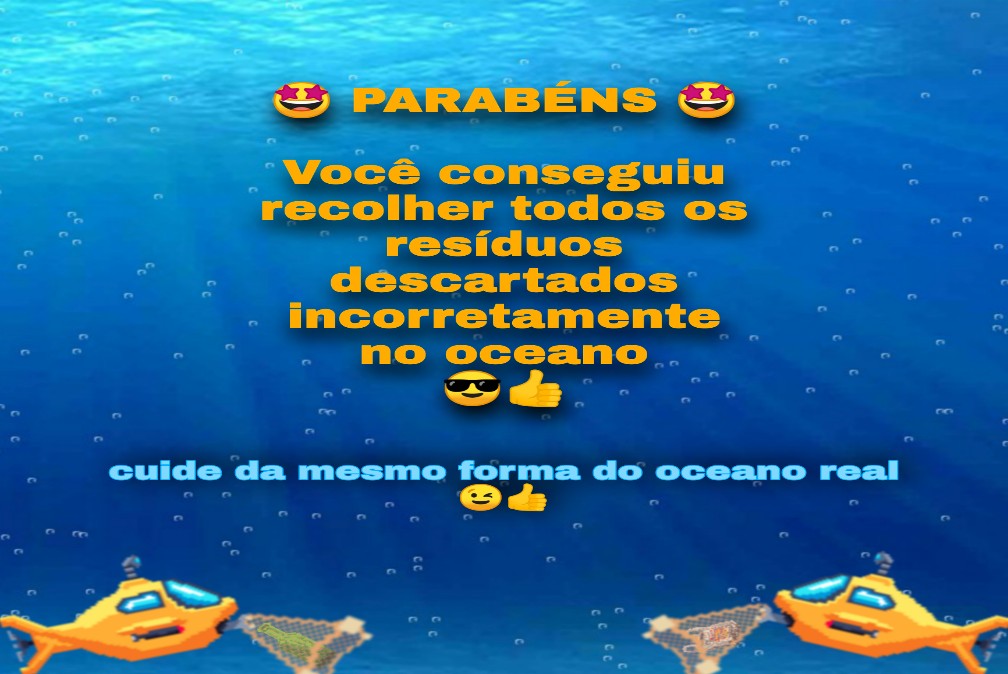 🤩 PARABÉNS 🤩
Você conseguiu
recolher todos os
resíduos
descartados
incorretamente
no oceano
😎👍
cuide da mesmo forma do oceano real
😉👍